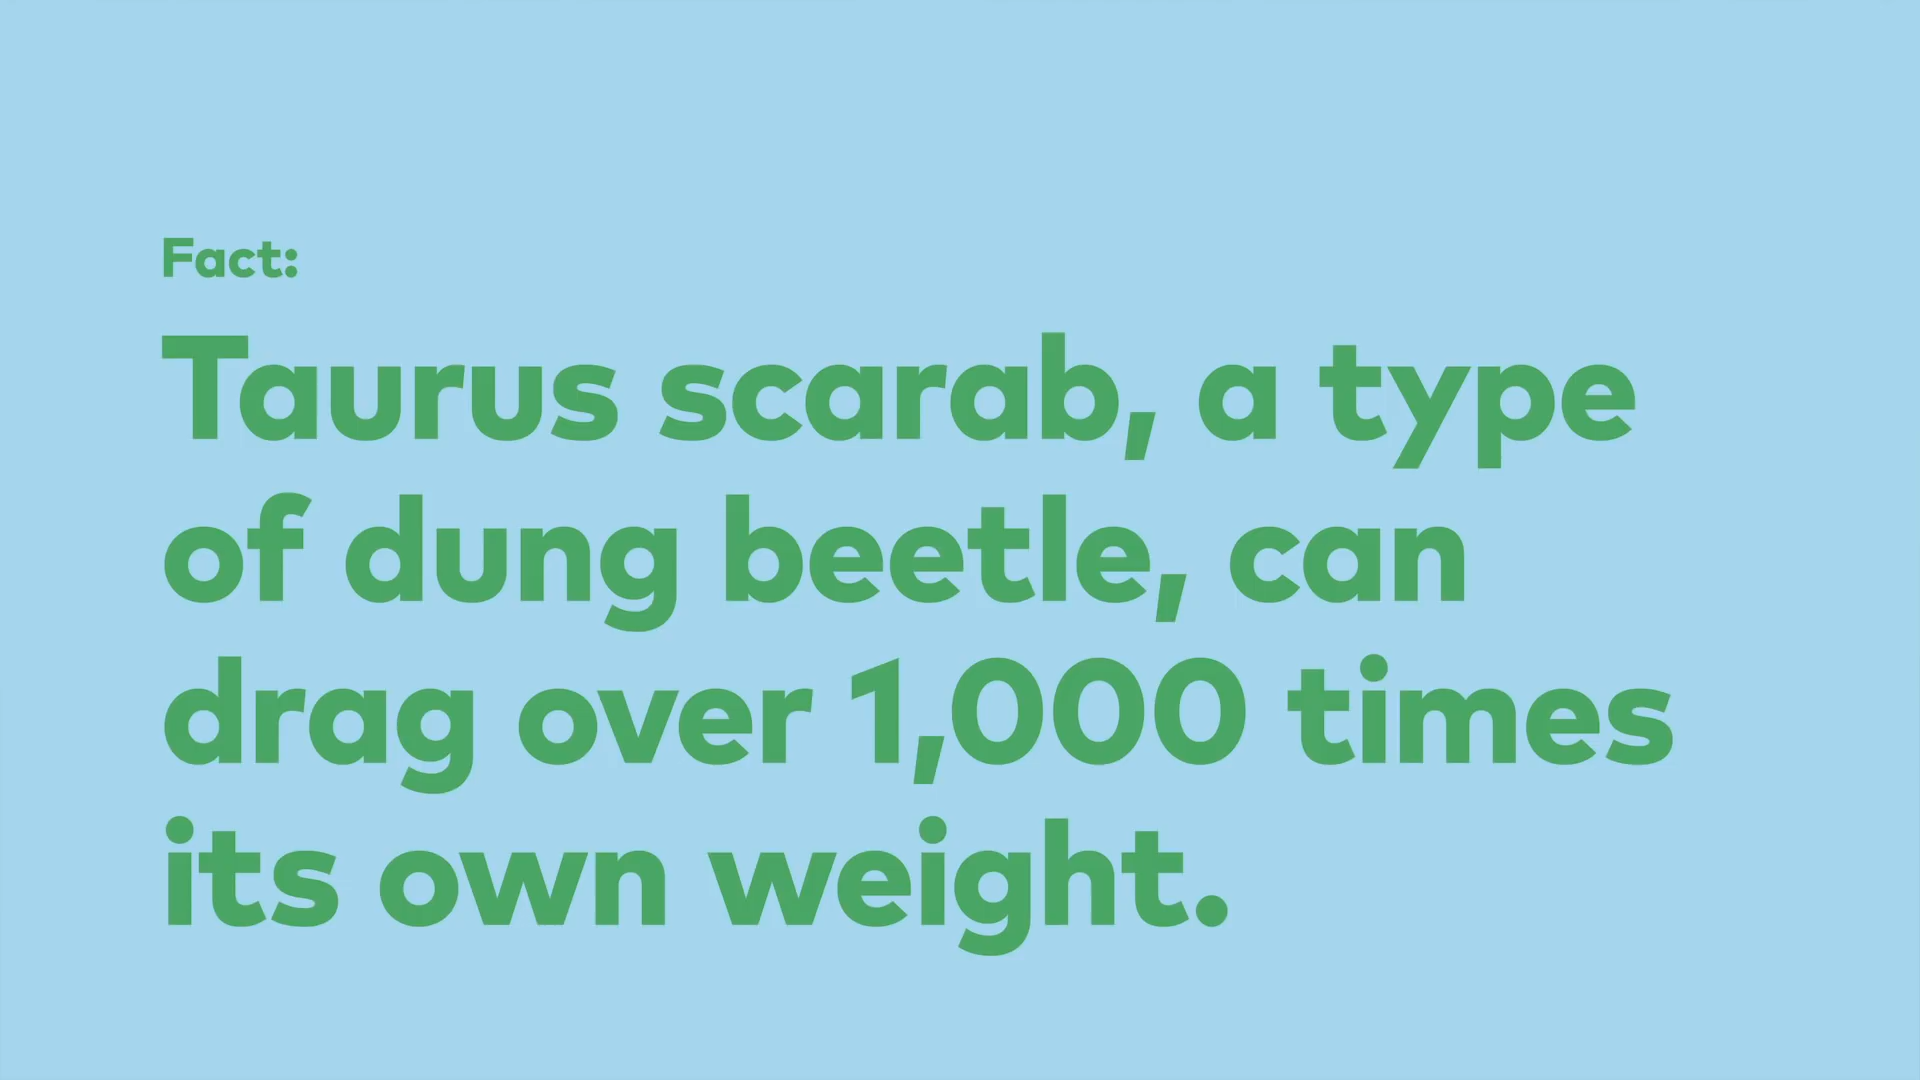 Fact:
Taurus scarab, a type
of dung beetle, can
drag over 1,000 times
its own weight.